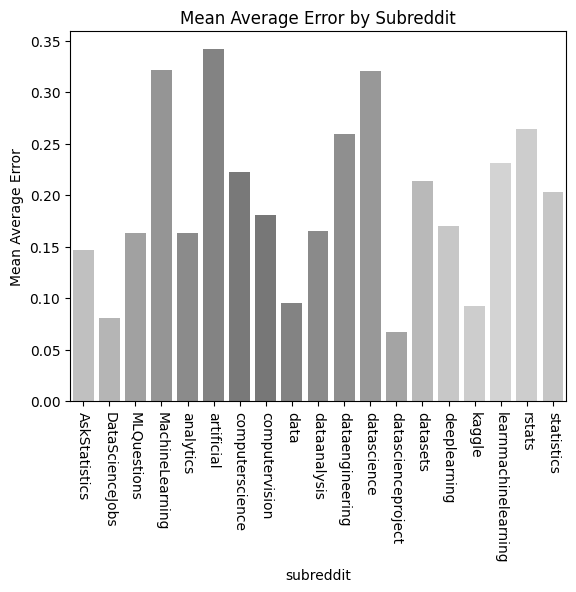 Mean Average Error by Subreddit
Mean Average Error
0.35
0.30
0.25
0.20
0.15
0.10
0.05
0.00
AskStatistics
DataScienceJobs
MLQuestions
MachineLearning
analytics
artificial
computerscience
computervision
data
dataanalysis
dataengineering
datascience
datascienceproject
datasets
deeplearning
kaggle
learnmachinelearning
rstats
statistics
subreddit